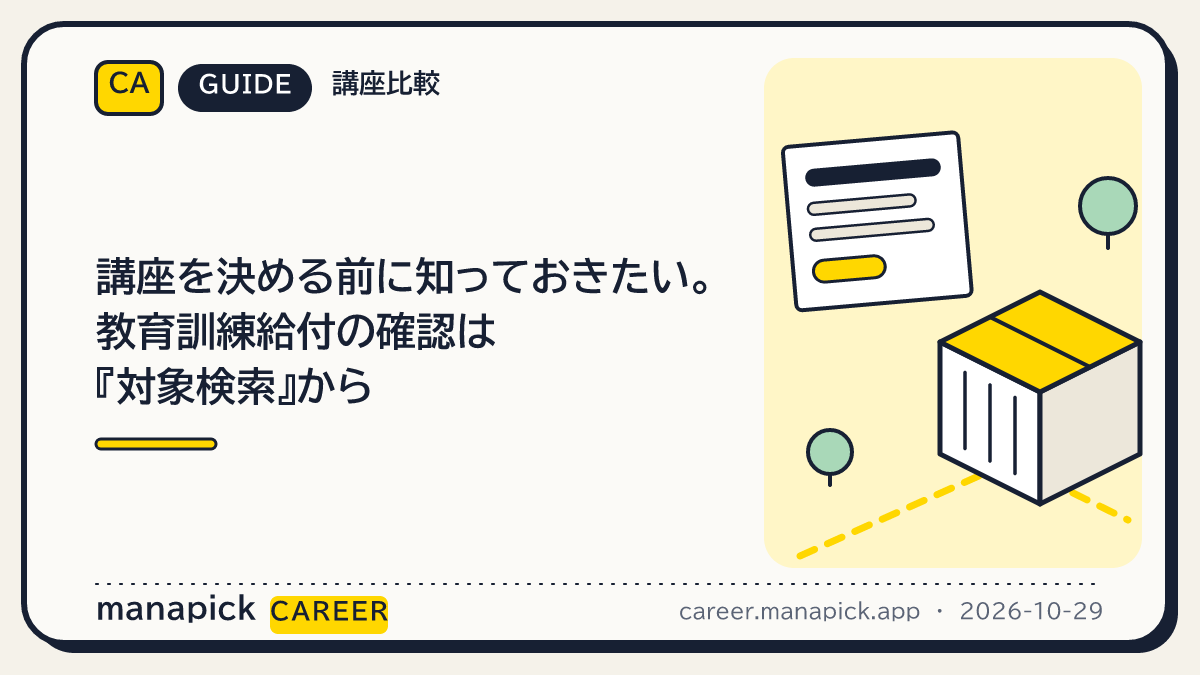 CA GUIDE 講座比較
講座を決める前に知っておきたい。
教育訓練給付の確認は
『対象検索』から
manapick CAREER
career.manapick.app ・ 2026-10-29